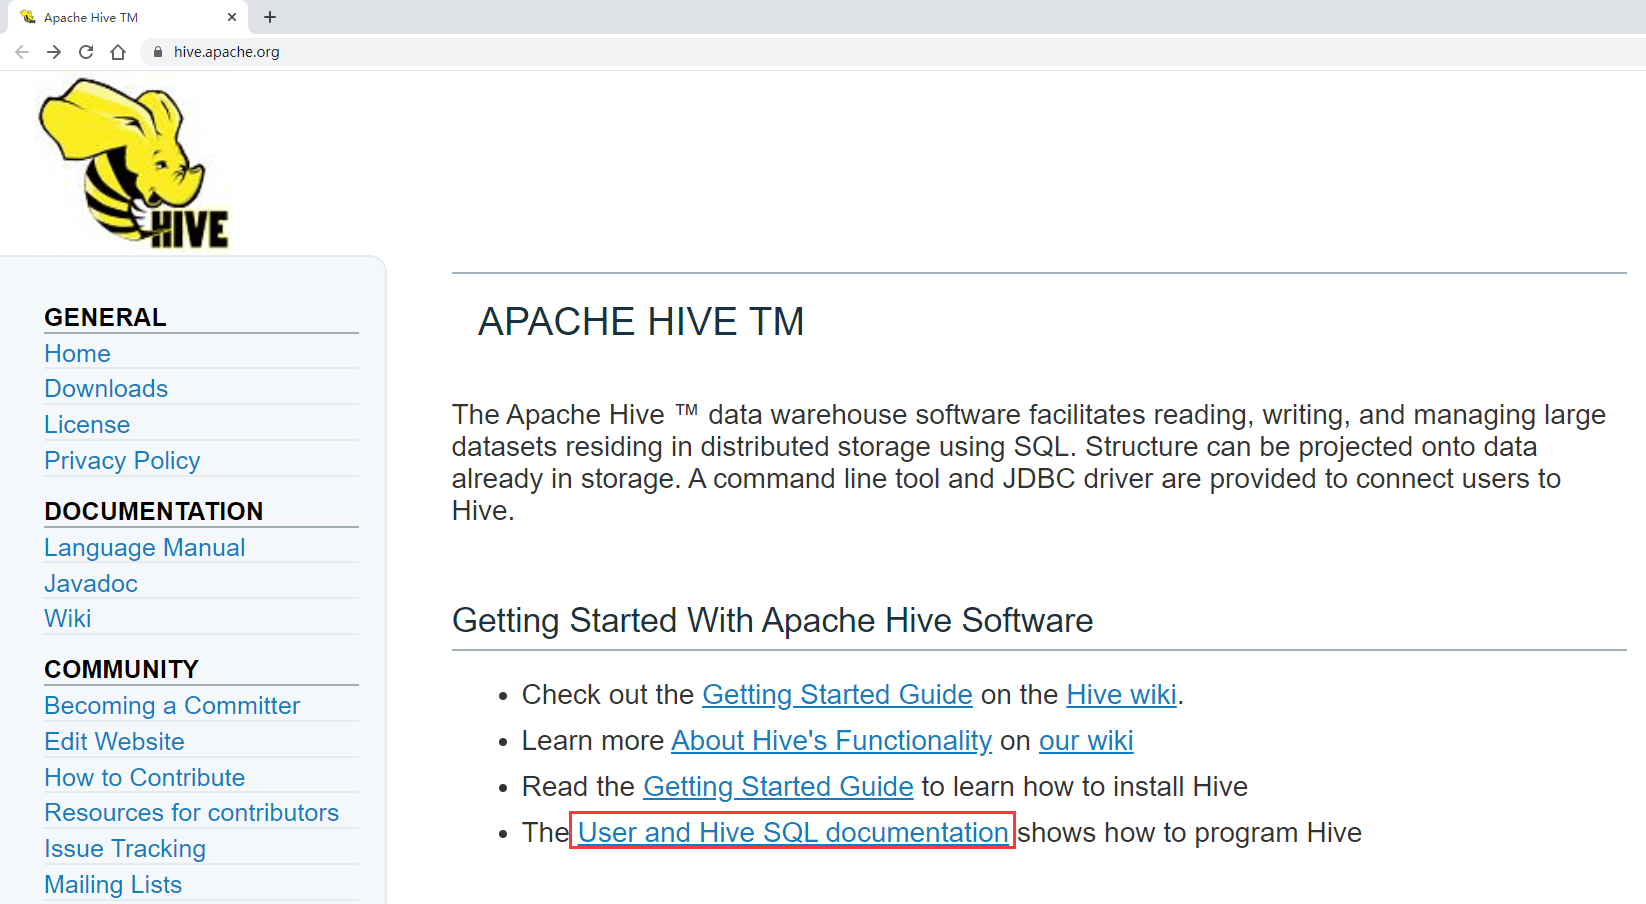 Apache Hive TM
hive.apache.org
HIVE
GENERAL
Home
Downloads
License
Privacy Policy
DOCUMENTATION
Language Manual
Javadoc
Wiki
COMMUNITY
Becoming a Committer
Edit Website
How to Contribute
Resources for contributors
Issue Tracking
Mailing Lists
APACHE HIVE TM
The Apache Hive ™ data warehouse software facilitates reading, writing, and managing large
datasets residing in distributed storage using SQL. Structure can be projected onto data
already in storage. A command line tool and JDBC driver are provided to connect users to
Hive.
Getting Started With Apache Hive Software
• Check out the Getting Started Guide on the Hive wiki.
• Learn more About Hive's Functionality on our wiki
• Read the Getting Started Guide to learn how to install Hive
• The User and Hive SQL documentation shows how to program Hive